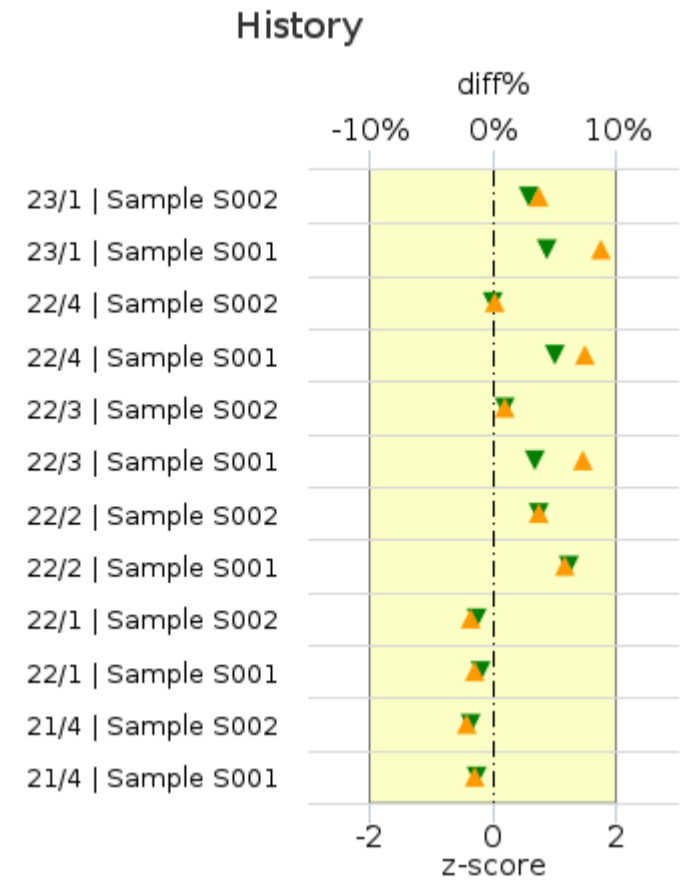 History
diff%
-10% 0% 10%
23/1 | Sample S002
23/1 | Sample S001
22/4 | Sample S002
22/4 | Sample S001
22/3 | Sample S002
22/3 | Sample S001
22/2 | Sample S002
22/2 | Sample S001
22/1 | Sample S002
22/1 | Sample S001
21/4 | Sample S002
21/4 | Sample S001
-2 0 2
z-score